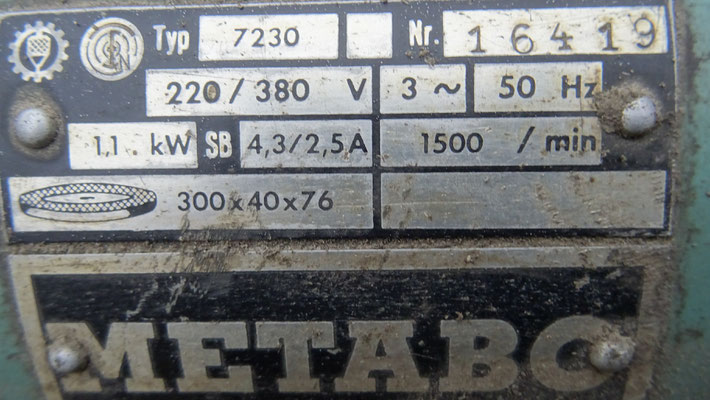 Typ 7230 Nr. 16419
220 / 380 V 3 ~ 50 Hz
1,1 kW SB 4,3/2,5A 1500 / min
300x40x76
METABO